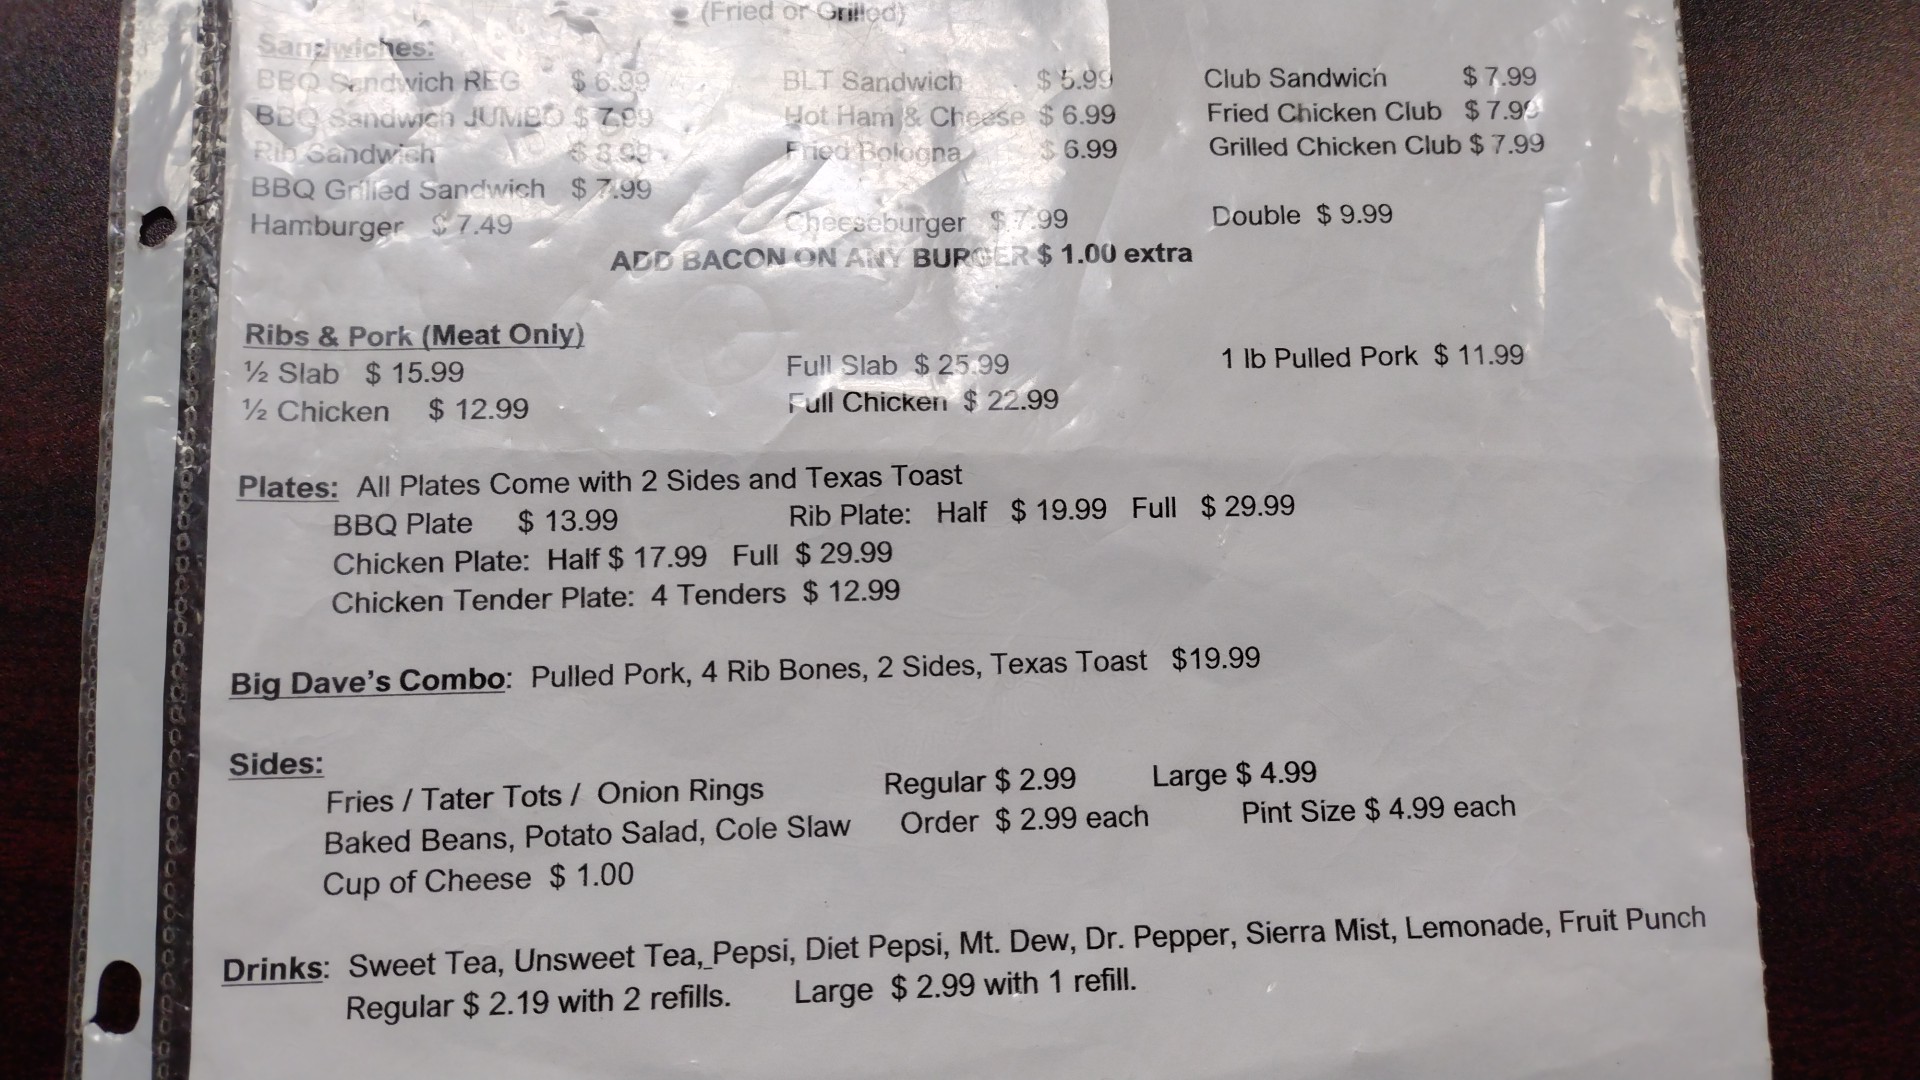 (Fried or Grilled)
Sandwiches:
BBQ Sandwich REG $ 6.99 BLT Sandwich $ 5.99 Club Sandwich $ 7.99
BBQ Sandwich JUMBO $ 7.99 Hot Ham & Cheese $ 6.99 Fried Chicken Club $ 7.99
Rib Sandwich $ 8.99 Fried Bologna $ 6.99 Grilled Chicken Club $ 7.99
BBQ Grilled Sandwich $ 7.99
Hamburger $ 7.49 Cheeseburger $ 7.99 Double $ 9.99
ADD BACON ON ANY BURGER $ 1.00 extra
Ribs & Pork (Meat Only)
½ Slab $ 15.99 Full Slab $ 25.99 1 lb Pulled Pork $ 11.99
½ Chicken $ 12.99 Full Chicken $ 22.99
Plates: All Plates Come with 2 Sides and Texas Toast
BBQ Plate $ 13.99 Rib Plate: Half $ 19.99 Full $ 29.99
Chicken Plate: Half $ 17.99 Full $ 29.99
Chicken Tender Plate: 4 Tenders $ 12.99
Big Dave's Combo: Pulled Pork, 4 Rib Bones, 2 Sides, Texas Toast $19.99
Sides:
Fries / Tater Tots / Onion Rings Regular $ 2.99 Large $ 4.99
Baked Beans, Potato Salad, Cole Slaw Order $ 2.99 each Pint Size $ 4.99 each
Cup of Cheese $ 1.00
Drinks: Sweet Tea, Unsweet Tea, Pepsi, Diet Pepsi, Mt. Dew, Dr. Pepper, Sierra Mist, Lemonade, Fruit Punch
Regular $ 2.19 with 2 refills. Large $ 2.99 with 1 refill.